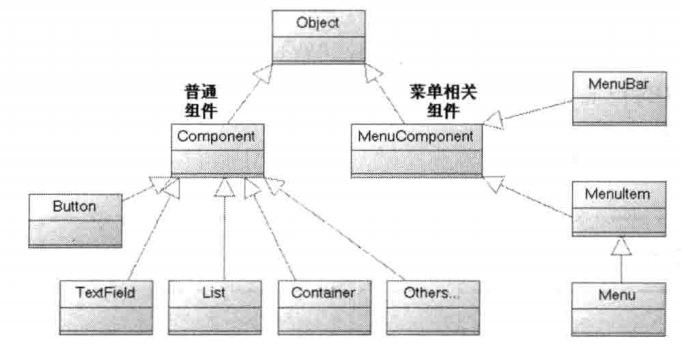 Object
普通
组件
菜单相关
组件
MenuBar
Component
MenuComponent
Button
MenuItem
TextField
List
Container
Others...
Menu